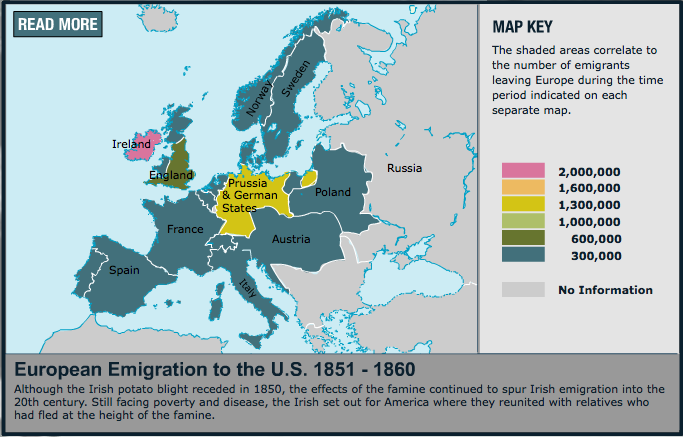 READ MORE
MAP KEY
The shaded areas correlate to
the number of emigrants
leaving Europe during the time
period indicated on each
separate map.
Norway
Sweden
Ireland
England
Russia
Prussia
& German
States
Poland
France
Austria
Spain
Italy
2,000,000
1,600,000
1,300,000
1,000,000
600,000
300,000
No Information
European Emigration to the U.S. 1851 - 1860
Although the Irish potato blight receded in 1850, the effects of the famine continued to spur Irish emigration into the
20th century. Still facing poverty and disease, the Irish set out for America where they reunited with relatives who
had fled at the height of the famine.